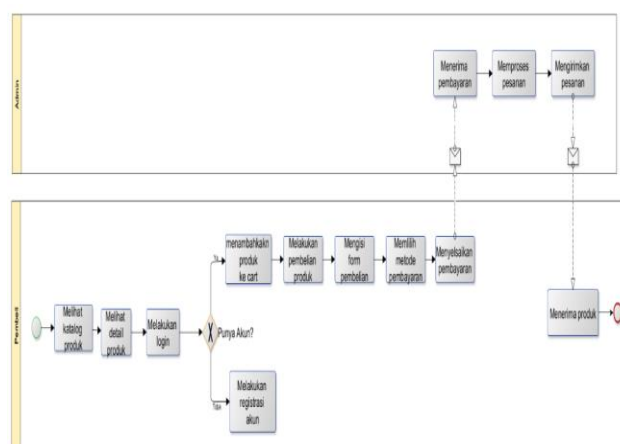 Admin
Menerima
pembayaran
Memproses
pesanan
Mengirimkan
pesanan
Pembeli
Melihat
katalog
produk
Melihat
detail
produk
Melakukan
login
Punya Akun?
Ya
menambahkakn
produk
ke cart
Melakukan
pembelian
produk
Mengisi
form
pembelian
Memilih
metode
pembayaran
Menyelsaikan
pembayaran
Tidak
Melakukan
registrasi
akun
Menerima produk